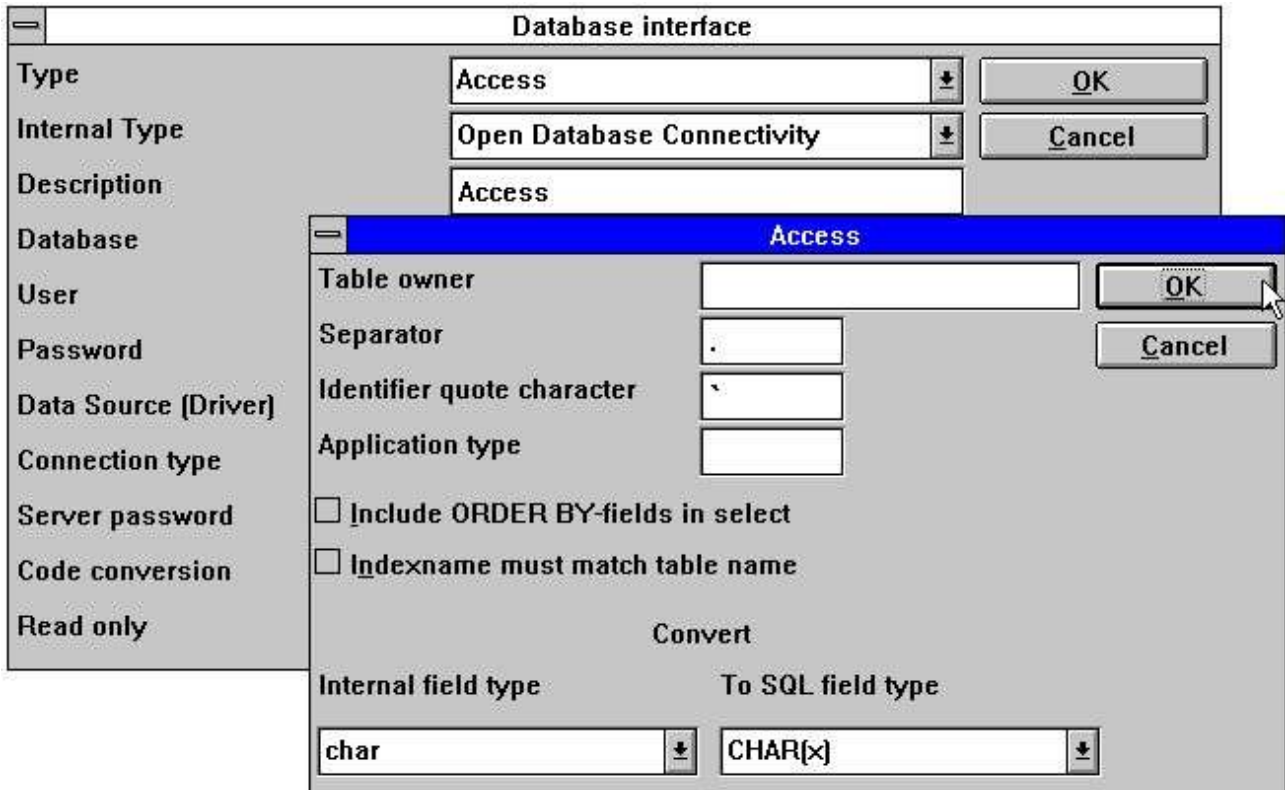 Database interface
Type Access OK
Internal Type Open Database Connectivity Cancel
Description Access
Database
User
Password
Data Source (Driver)
Connection type
Server password
Code conversion
Read only
Access
Table owner OK
Separator . Cancel
Identifier quote character `
Application type
Include ORDER BY-fields in select
Indexname must match table name
Convert
Internal field type To SQL field type
char CHAR(x)